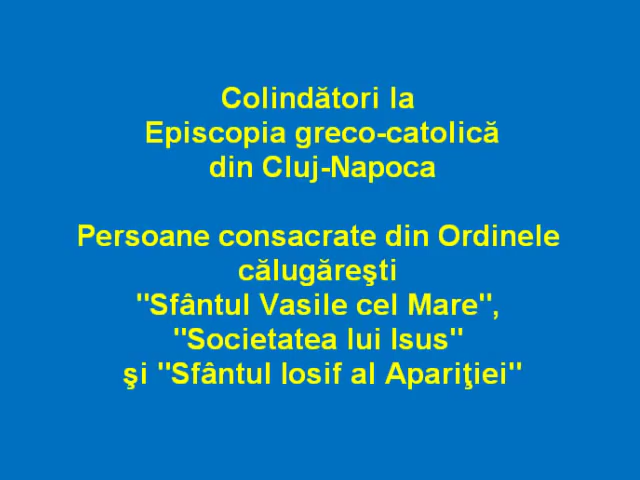 Colindători la
Episcopia greco-catolică
din Cluj-Napoca
Persoane consacrate din Ordinele
călugăreşti
"Sfântul Vasile cel Mare",
"Societatea lui Isus"
şi "Sfântul Iosif al Apariţiei"